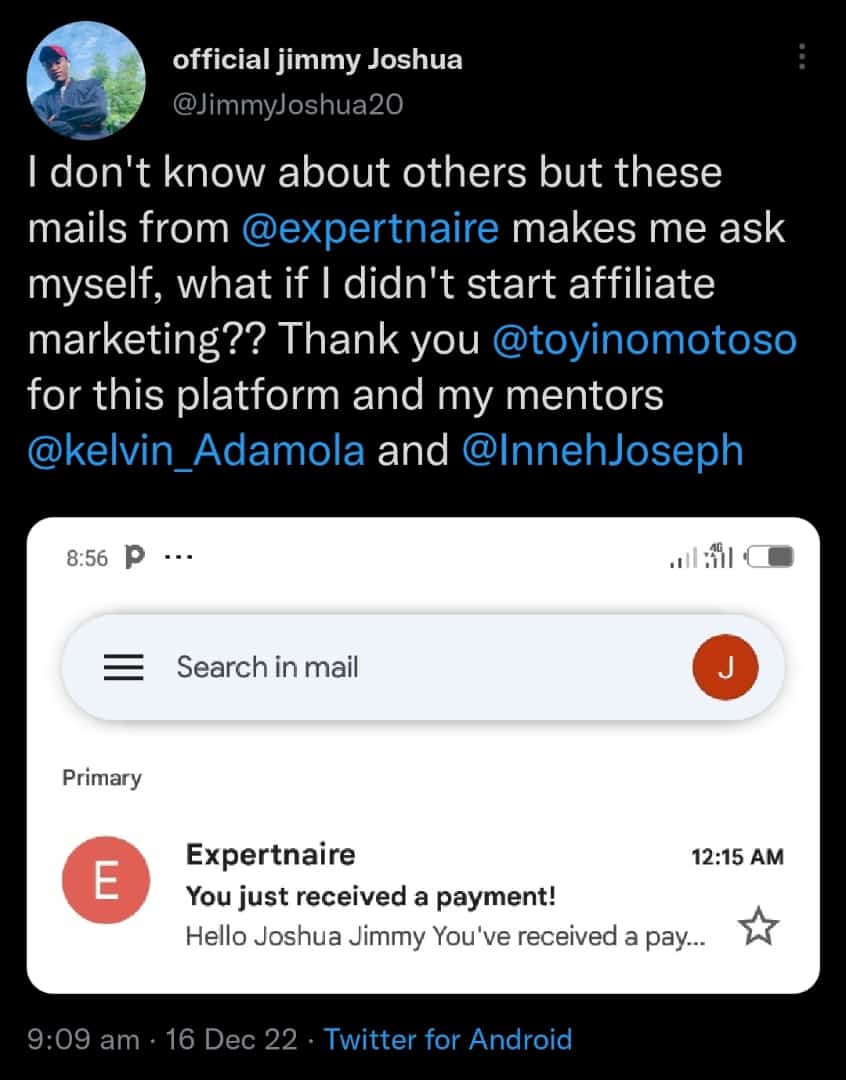 official jimmy Joshua
@JimmyJoshua20
I don't know about others but these
mails from @expertnaire makes me ask
myself, what if I didn't start affiliate
marketing?? Thank you @toyinomotoso
for this platform and my mentors
@kelvin_Adamola and @InnehJoseph
8:56
4G
Search in mail
J
Primary
E
Expertnaire
12:15 AM
You just received a payment!
Hello Joshua Jimmy You've received a pay...
9:09 am · 16 Dec 22 · Twitter for Android